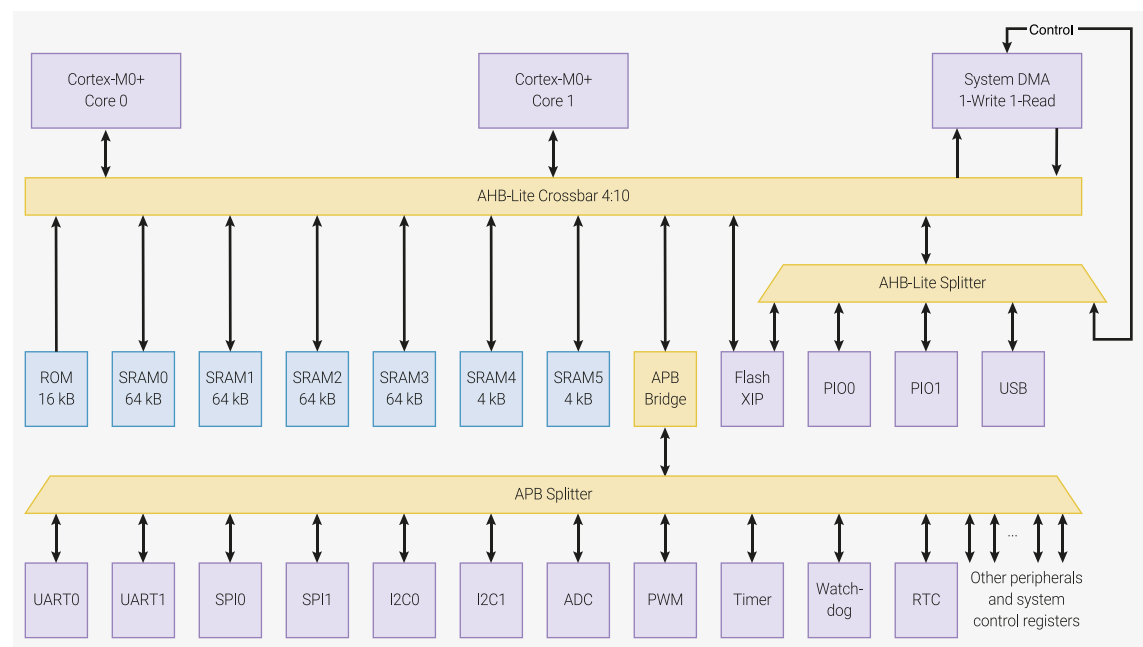 Control
Cortex-M0+
Core 0
Cortex-M0+
Core 1
System DMA
1-Write 1-Read
AHB-Lite Crossbar 4:10
AHB-Lite Splitter
ROM
16 kB
SRAM0
64 kB
SRAM1
64 kB
SRAM2
64 kB
SRAM3
64 kB
SRAM4
4 kB
SRAM5
4 kB
APB
Bridge
Flash
XIP
PIO0
PIO1
USB
APB Splitter
...
UART0
UART1
SPI0
SPI1
I2C0
I2C1
ADC
PWM
Timer
Watch-
dog
RTC
Other peripherals
and system
control registers